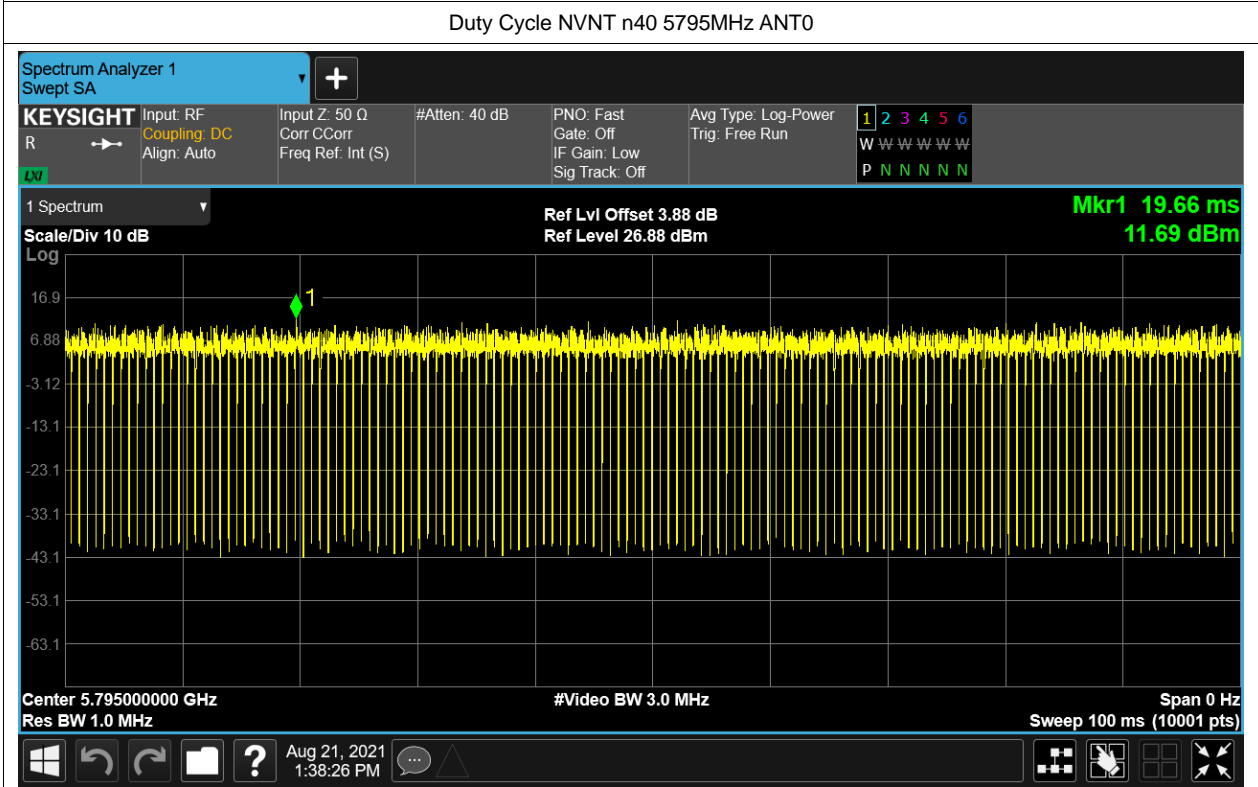 Duty Cycle NVNT n40 5795MHz ANT0
Spectrum Analyzer 1
Swept SA
KEYSIGHT
R
LXI
Input: RF
Coupling: DC
Align: Auto
Input Z: 50 Ω
Corr CCorr
Freq Ref: Int (S)
#Atten: 40 dB
PNO: Fast
Gate: Off
IF Gain: Low
Sig Track: Off
Avg Type: Log-Power
Trig: Free Run
1 2 3 4 5 6
W W W W W W
P N N N N N
1 Spectrum
Scale/Div 10 dB
Ref Lvl Offset 3.88 dB
Ref Level 26.88 dBm
Mkr1 19.66 ms
11.69 dBm
Log
1
16.9
6.88
-3.12
-13.1
-23.1
-33.1
-43.1
-53.1
-63.1
Center 5.795000000 GHz
#Video BW 3.0 MHz
Span 0 Hz
Res BW 1.0 MHz
Sweep 100 ms (10001 pts)
?
Aug 21, 2021
1:38:26 PM